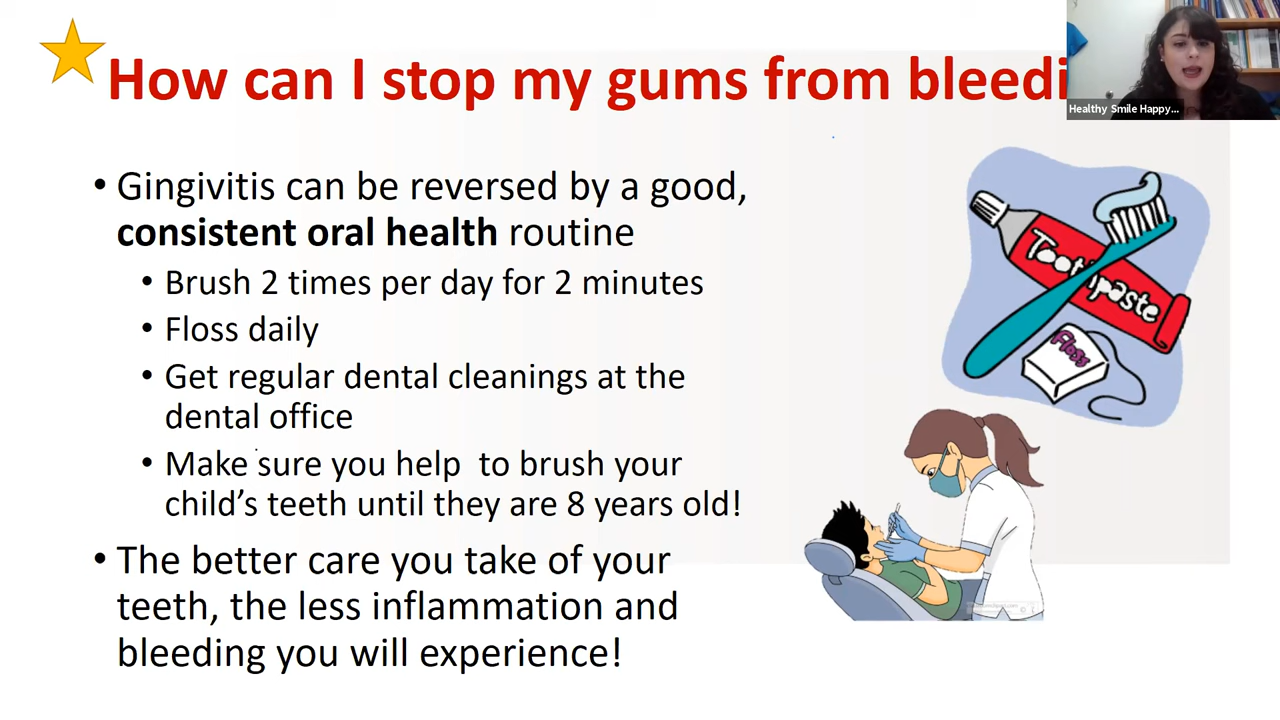 How can I stop my gums from bleedi
Healthy Smile Happy...
• Gingivitis can be reversed by a good,
consistent oral health routine
• Brush 2 times per day for 2 minutes
• Floss daily
• Get regular dental cleanings at the
dental office
• Make sure you help to brush your
child's teeth until they are 8 years old!
• The better care you take of your
teeth, the less inflammation and
bleeding you will experience!
Toothpaste
Floss